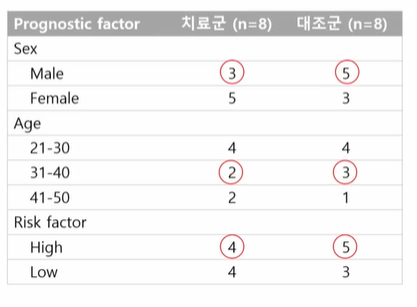 Prognostic factor 치료군 (n=8) 대조군 (n=8)
Sex
Male 3 5
Female 5 3
Age
21-30 4 4
31-40 2 3
41-50 2 1
Risk factor
High 4 5
Low 4 3